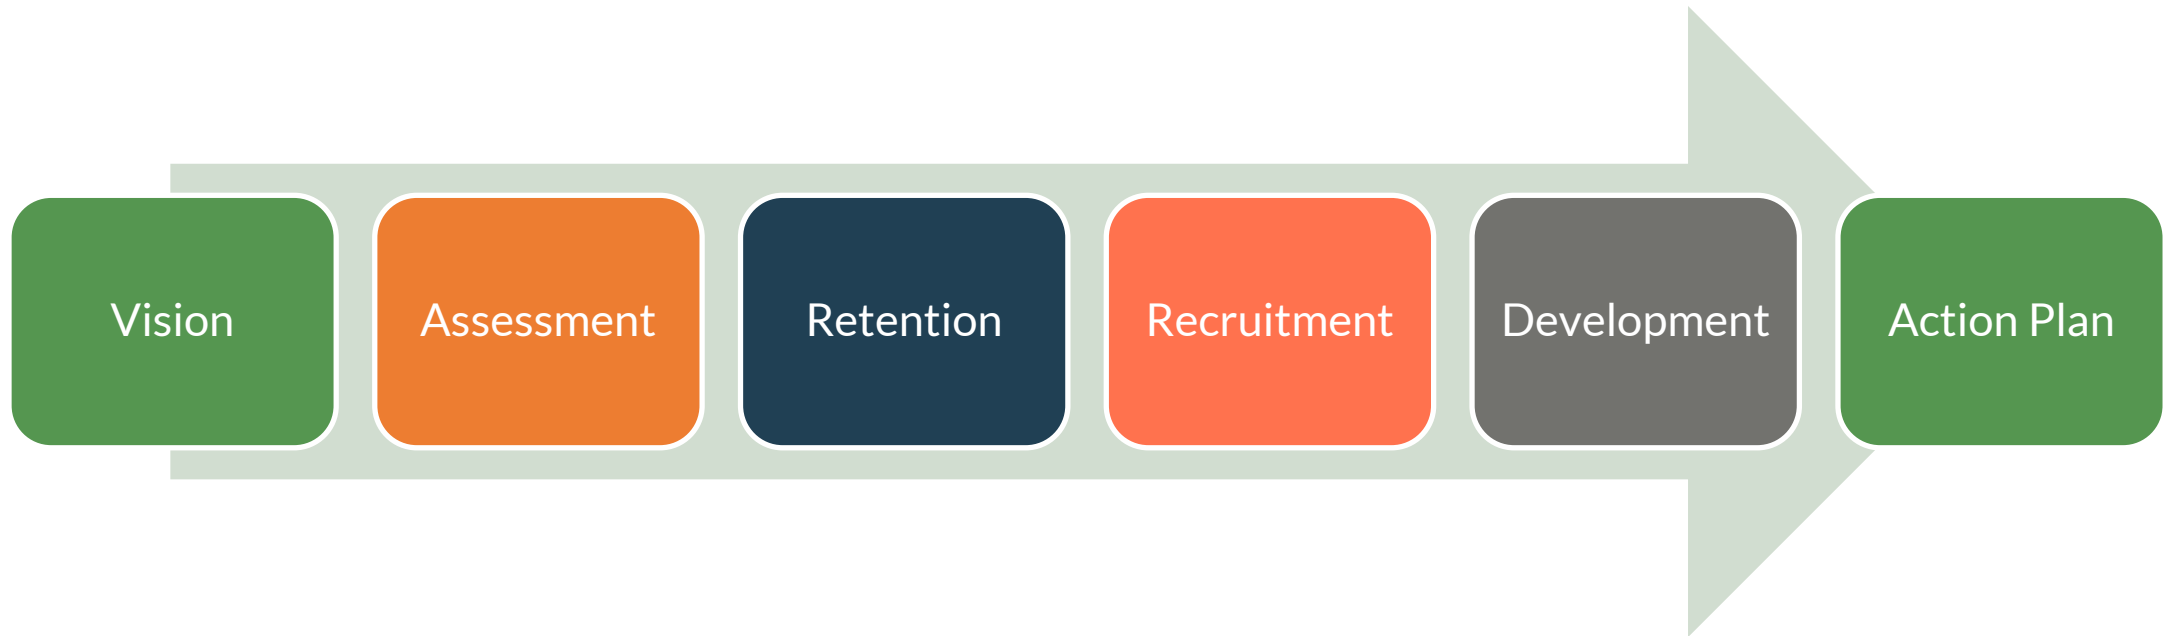 Vision
Assessment
Retention
Recruitment
Development
Action Plan